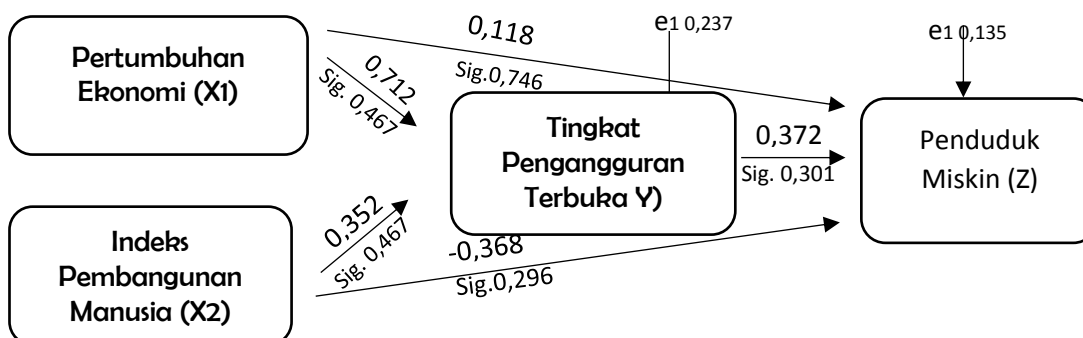 Pertumbuhan
Ekonomi (X1)
0,118
Sig.0,746
0,712
Sig. 0,467
e1 0,237
e1 0,135
Tingkat
Pengangguran
Terbuka Y)
0,372
Sig. 0,301
Penduduk
Miskin (Z)
Indeks
Pembangunan
Manusia (X2)
0,352
Sig. 0,467
-0,368
Sig.0,296